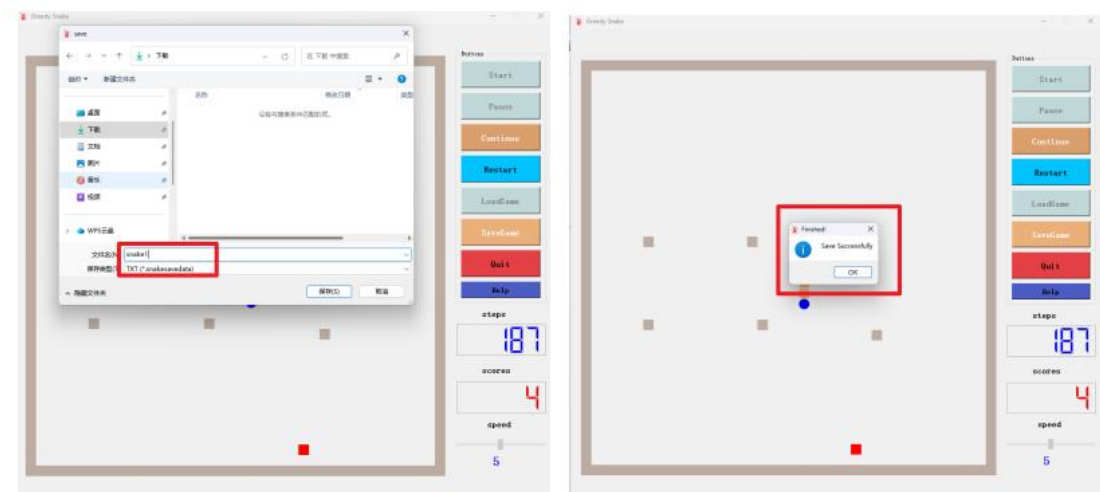 Greedy Snake
save
下载
在 下载 中搜索
组织
新建文件夹
名称
修改日期
类型
没有与搜索条件匹配的项。
桌面
下载
文档
图片
音乐
视频
WPS云盘
文件名(N):
snake1
保存类型(T):
TXT (*.snakesavedata)
隐藏文件夹
保存(S)
取消
Buttons
Start
Pause
Continue
Restart
LoadGame
SaveGame
Quit
Help
steps
187
scores
4
speed
5
Greedy Snake
Finished!
Save Successfully
OK
Buttons
Start
Pause
Continue
Restart
LoadGame
SaveGame
Quit
Help
steps
187
scores
4
speed
5